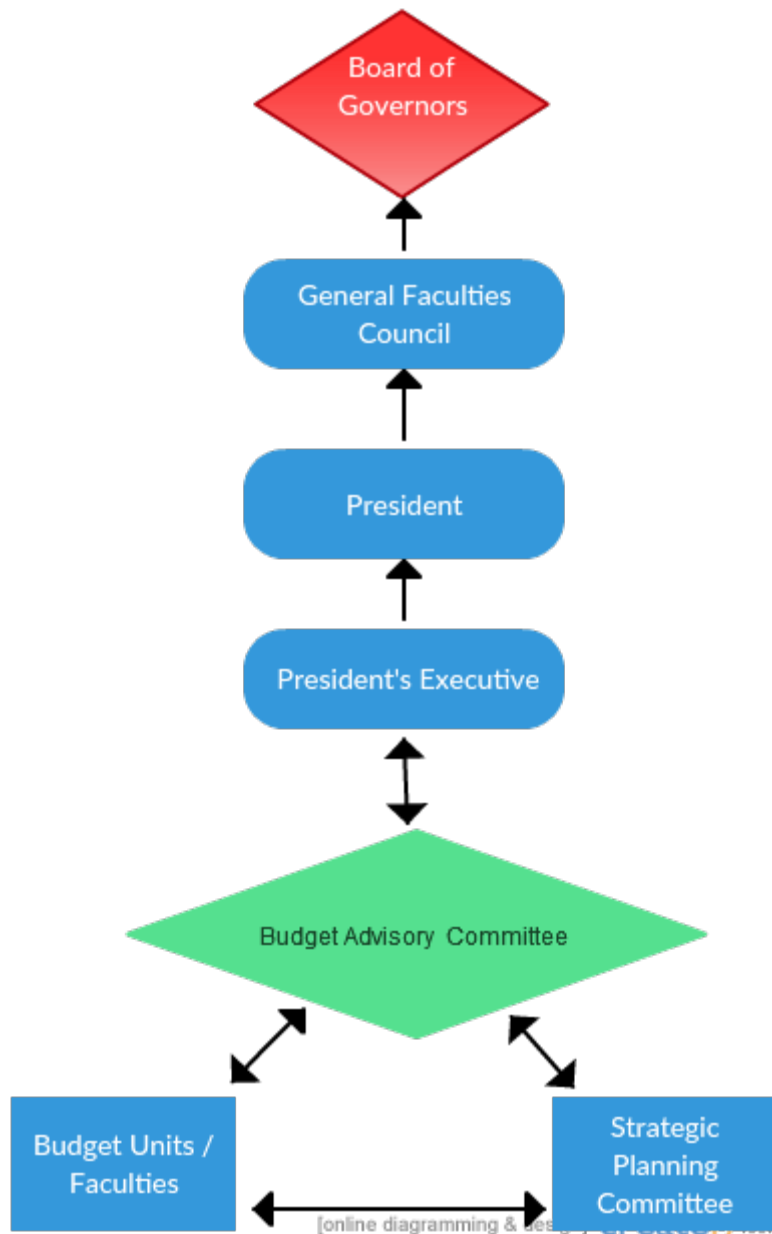 Board of
Governors
General Faculties
Council
President
President's Executive
Budget Advisory Committee
Budget Units /
Faculties
Strategic
Planning
Committee
[online diagramming &